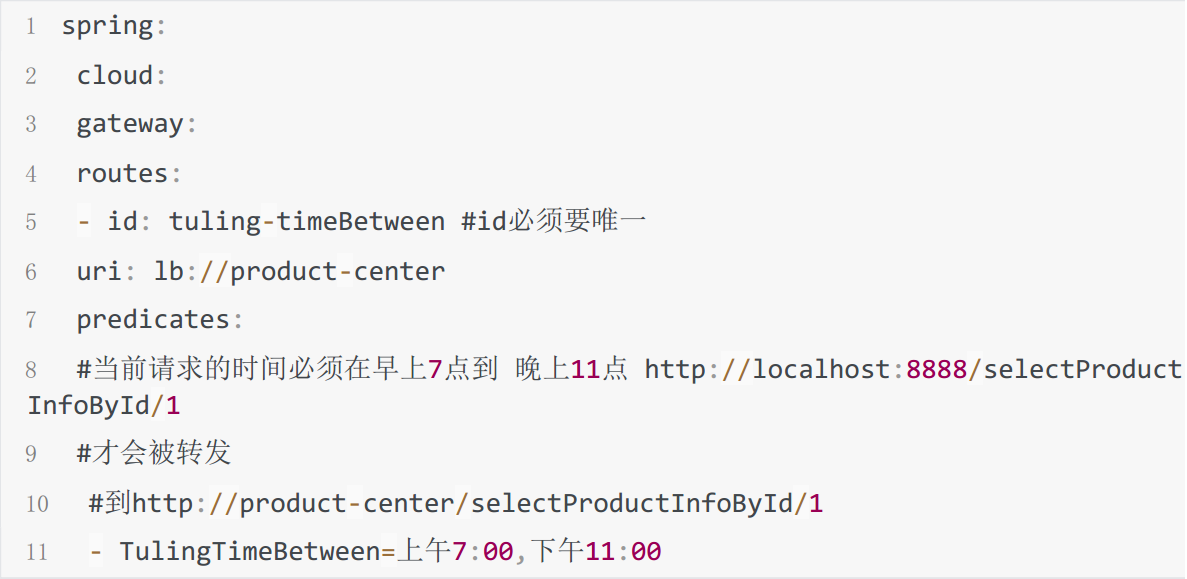 1 spring:
2 cloud:
3 gateway:
4 routes:
5 - id: tuling-timeBetween #id必须要唯一
6 uri: lb://product-center
7 predicates:
8 #当前请求的时间必须在早上7点到 晚上11点 http://localhost:8888/selectProduct
InfoById/1
9 #才会被转发
10 #到http://product-center/selectProductInfoById/1
11 - TulingTimeBetween=上午7:00,下午11:00